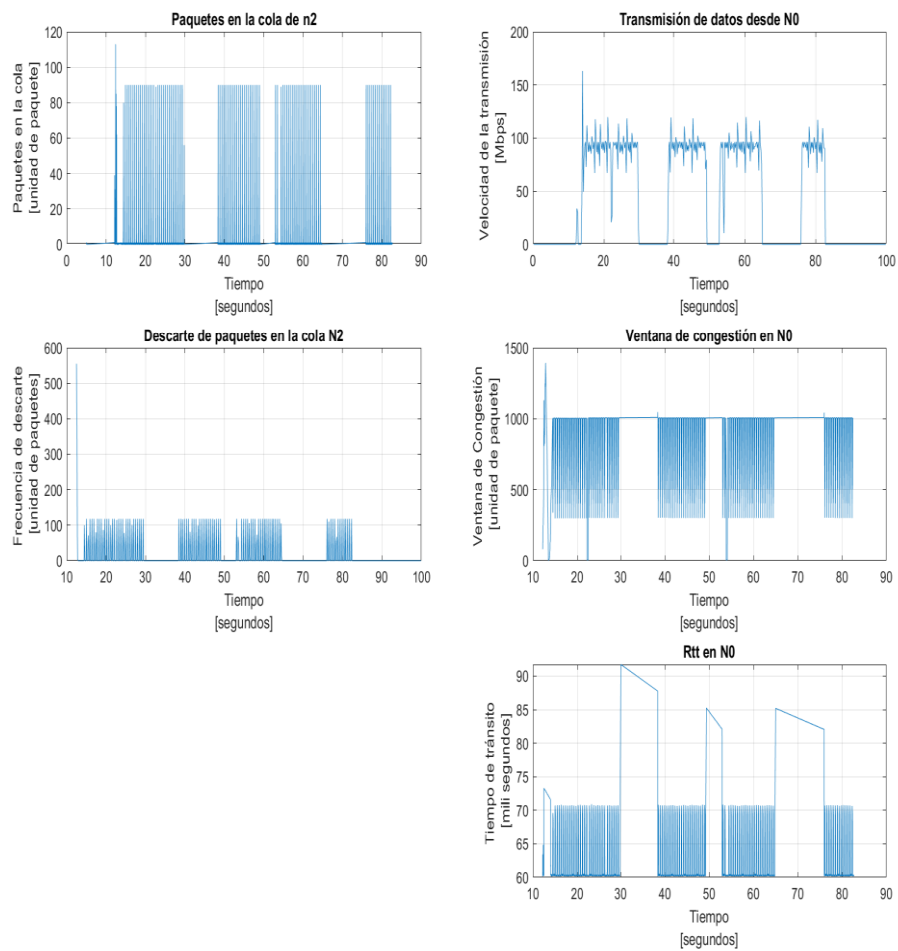 Paquetes en la cola de n2
Paquetes en la cola
[unidad de paquete]
120
100
80
60
40
20
0
0 10 20 30 40 50 60 70 80 90
Tiempo
[segundos]
Transmisión de datos desde N0
Velocidad de la transmisión
[Mbps]
200
150
100
50
0
0 20 40 60 80 100
Tiempo
[segundos]
Descarte de paquetes en la cola N2
Frecuencia de descarte
[unidad de paquetes]
600
500
400
300
200
100
0
10 20 30 40 50 60 70 80 90 100
Tiempo
[segundos]
Ventana de congestión en N0
Ventana de Congestión
[unidad de paquete]
1500
1000
500
0
10 20 30 40 50 60 70 80 90
Tiempo
[segundos]
Rtt en N0
Tiempo de tránsito
[mili segundos]
90
85
80
75
70
65
60
10 20 30 40 50 60 70 80 90
Tiempo
[segundos]